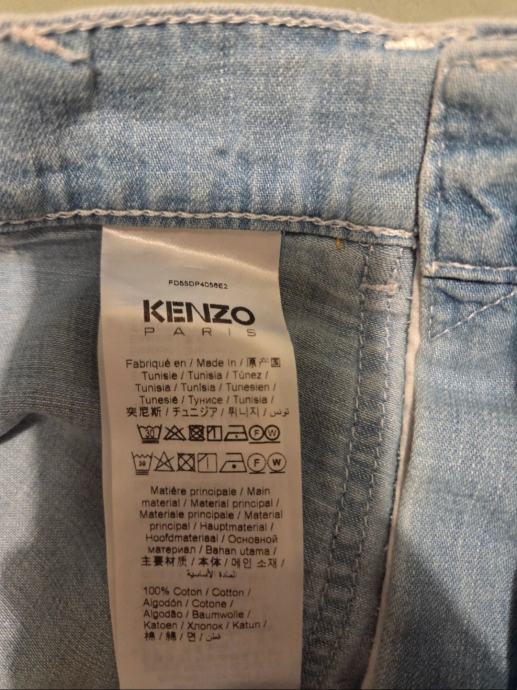 FD55DP4056E2
KENZO
PARIS
Fabriqué en / Made in / 原产国
Tunisie / Tunisia / Túnez /
Tunisia / Tunísia / Tunesien /
Tunesië / Тунисе / Tunisia /
突尼斯 / チュニジア / 튀니지 / تونس
30 F W
30 F W
Matière principale / Main
material / Material principal /
Materiale principale / Material
principal / Hauptmaterial /
Hoofdmateriaal / Основной
материал / Bahan utama /
主要材质 / 本体 / 메인 소재 /
المادة الأساسية
100% Coton / Cotton /
Algodón / Cotone /
Algodão / Baumwolle /
Katoen / Хлопок / Katun /
棉 / 綿 / 면 / قطن